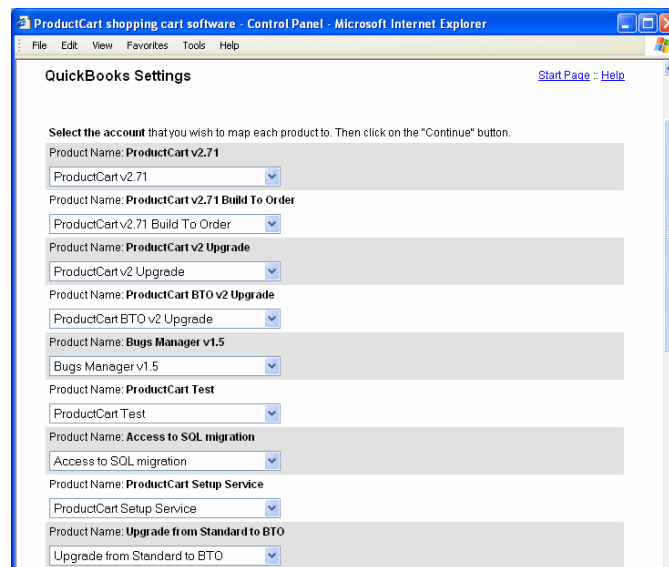 ProductCart shopping cart software - Control Panel - Microsoft Internet Explorer
File Edit View Favorites Tools Help
QuickBooks Settings Start Page :: Help
Select the account that you wish to map each product to. Then click on the "Continue" button.
Product Name: ProductCart v2.71
ProductCart v2.71
Product Name: ProductCart v2.71 Build To Order
ProductCart v2.71 Build To Order
Product Name: ProductCart v2 Upgrade
ProductCart v2 Upgrade
Product Name: ProductCart BTO v2 Upgrade
ProductCart BTO v2 Upgrade
Product Name: Bugs Manager v1.5
Bugs Manager v1.5
Product Name: ProductCart Test
ProductCart Test
Product Name: Access to SQL migration
Access to SQL migration
Product Name: ProductCart Setup Service
ProductCart Setup Service
Product Name: Upgrade from Standard to BTO
Upgrade from Standard to BTO